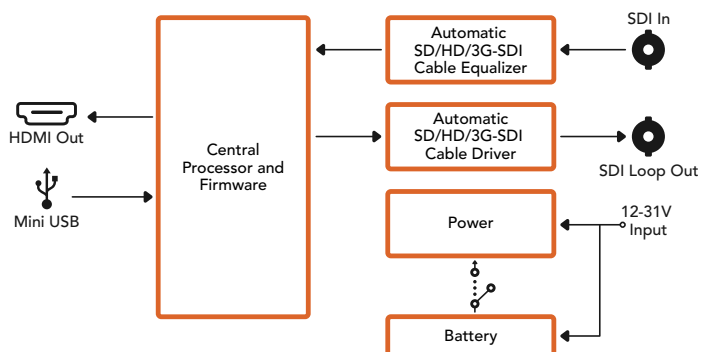 SDI In
Automatic
SD/HD/3G-SDI
Cable Equalizer
HDMI Out
Automatic
SD/HD/3G-SDI
Cable Driver
Central
Processor and
Firmware
SDI Loop Out
Mini USB
Power
12-31V
Input
Battery